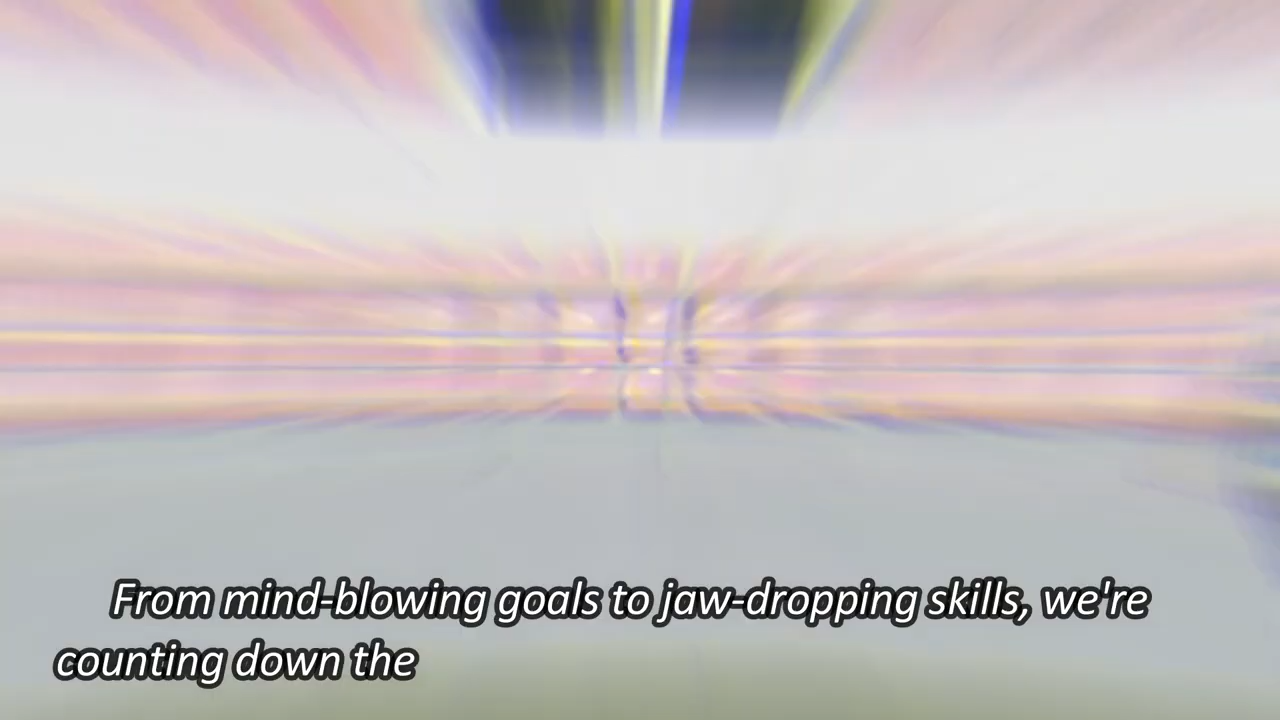 From mind-blowing goals to jaw-dropping skills, we're
counting down the